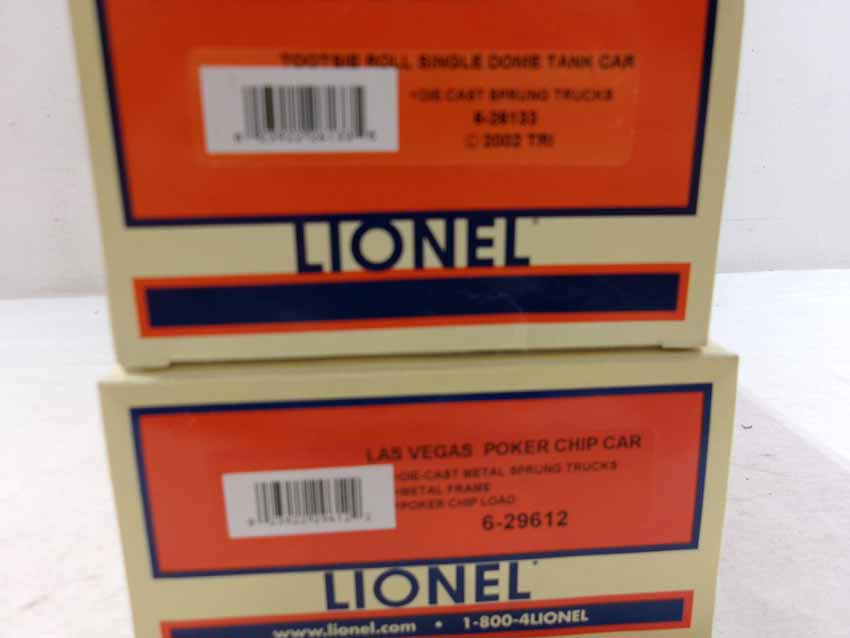 TOOTSIE ROLL SINGLE DOME TANK CAR
•DIE CAST SPRUNG TRUCKS
6-26133
© 2002 TRI
LIONEL
LAS VEGAS POKER CHIP CAR
•DIE-CAST METAL SPRUNG TRUCKS
•METAL FRAME
•POKER CHIP LOAD
6-29612
LIONEL
www.lionel.com • 1-800-4LIONEL